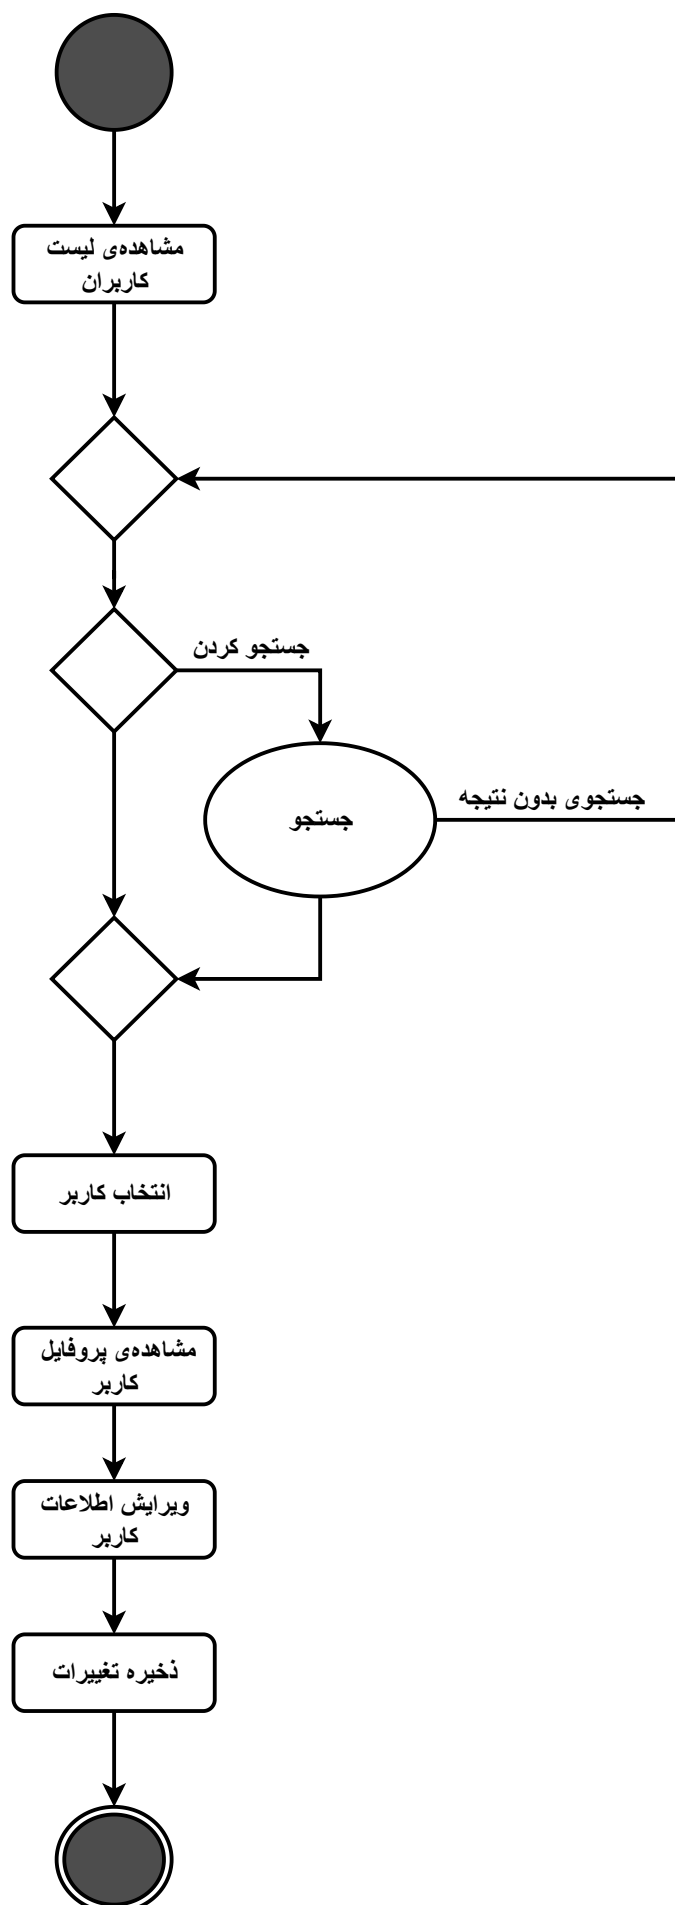 مشاهده‌ی لیست
کاربران
جستجو کردن
جستجوی بدون نتیجه
جستجو
انتخاب کاربر
مشاهده‌ی پروفایل
کاربر
ویرایش اطلاعات
کاربر
ذخیره تغییرات